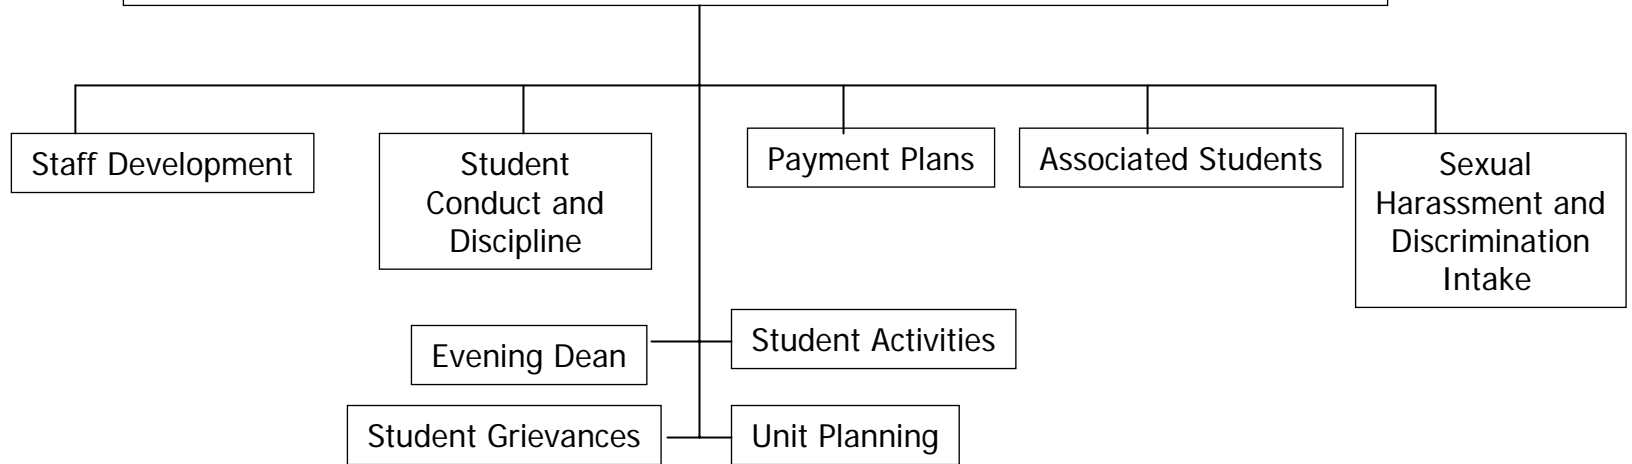 Staff Development
Student
Conduct and
Discipline
Payment Plans
Associated Students
Sexual
Harassment and
Discrimination
Intake
Evening Dean
Student Activities
Student Grievances
Unit Planning